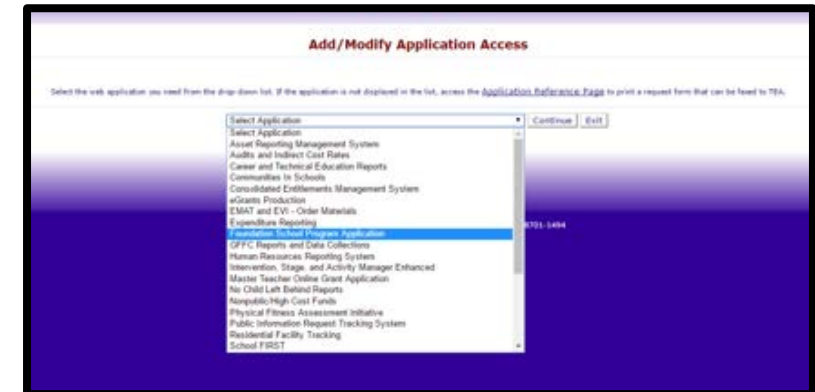 Add/Modify Application Access
Select the web application you need from the drop-down list. If the application is not displayed in the list, access the Application Reference Page to print a request form that can be faxed to TEA.
Select Application Continue Exit
Select Application
Asset Reporting Management System
Audits and Indirect Cost Rates
Career and Technical Education Reports
Communities In Schools
Consolidated Entitlements Management System
eGrants Production
EMAT and EVI - Order Materials
Expenditure Reporting
8701-1494
Foundation School Program Application
GFFC Reports and Data Collections
Human Resources Reporting System
Intervention, Stage, and Activity Manager Enhanced
Master Teacher Online Grant Application
No Child Left Behind Reports
Nonpublic/High Cost Funds
Physical Fitness Assessment Initiative
Public Information Request Tracking System
Residential Facility Tracking
School FIRST